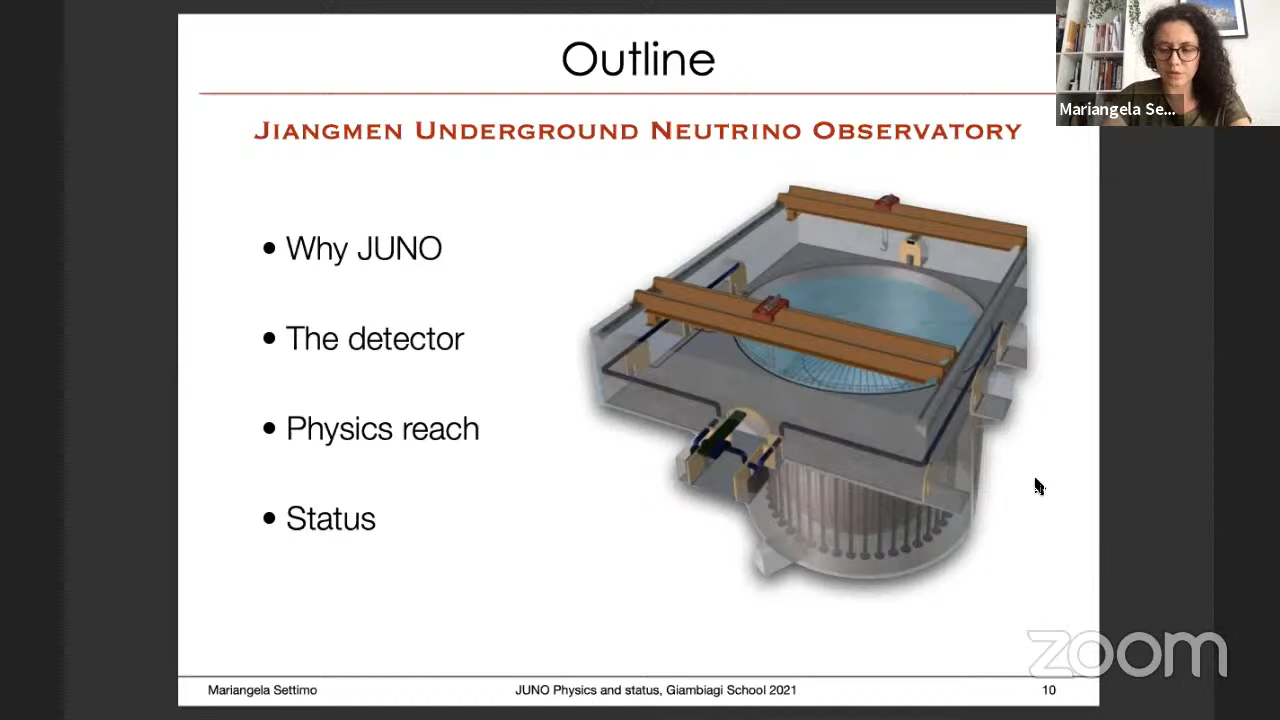 Outline
Mariangela Se...
JIANGMEN UNDERGROUND NEUTRINO OBSERVATORY
• Why JUNO
• The detector
• Physics reach
• Status
zoom
Mariangela Settimo
JUNO Physics and status, Giambiagi School 2021
10